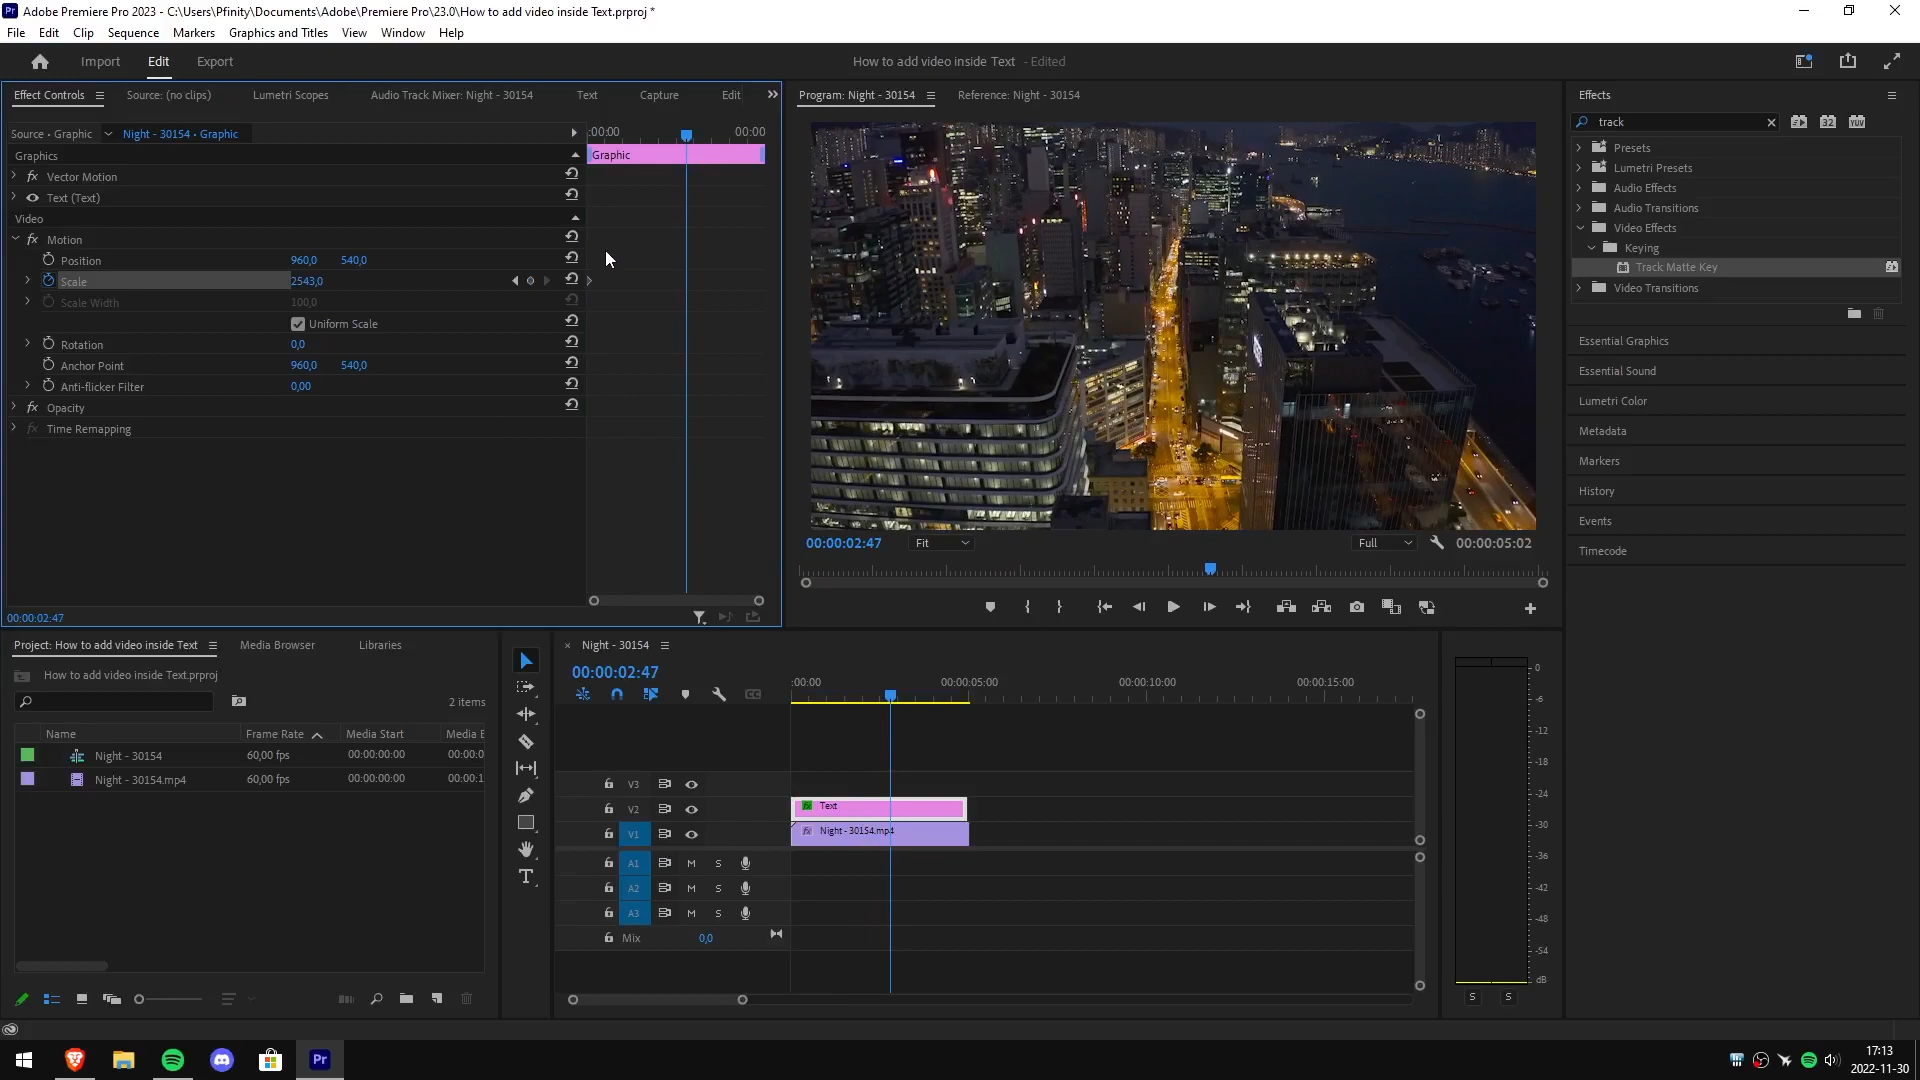 Adobe Premiere Pro 2023 - C:\Users\Pfinity\Documents\Adobe\Premiere Pro\23.0\How to add video inside Text.prproj *
File Edit Clip Sequence Markers Graphics and Titles View Window Help
Import Edit Export
How to add video inside Text - Edited
Effect Controls Source: (no clips) Lumetri Scopes Audio Track Mixer: Night - 30154 Text Capture Edit
Source • Graphic Night - 30154 • Graphic
:00:00 00:00
Graphics
Graphic
fx Vector Motion
Text (Text)
Video
fx Motion
Position 960,0 540,0
Scale 2543,0
Scale Width 100,0
Uniform Scale
Rotation 0,0
Anchor Point 960,0 540,0
Anti-flicker Filter 0,00
fx Opacity
fx Time Remapping
00:00:02:47
Program: Night - 30154 Reference: Night - 30154
00:00:02:47 Fit Full 00:00:05:02
Effects
track
32 YUV
Presets
Lumetri Presets
Audio Effects
Audio Transitions
Video Effects
Keying
Track Matte Key
Video Transitions
Essential Graphics
Essential Sound
Lumetri Color
Metadata
Markers
History
Events
Timecode
Project: How to add video inside Text Media Browser Libraries
How to add video inside Text.prproj
2 items
Name Frame Rate Media Start Media E
Night - 30154 60,00 fps 00:00:00:00 00:00:0
Night - 30154.mp4 60,00 fps 00:00:00:00 00:00:1
Night - 30154
00:00:02:47
:00:00 00:00:05:00 00:00:10:00 00:00:15:00
V3
V2
fx Text
V1
fx Night - 30154.mp4
A1 M S
A2 M S
A3 M S
Mix 0,0
0
-6
-12
-18
-24
-30
-36
-42
-48
-54
dB
S S
Pr
17:13
2022-11-30